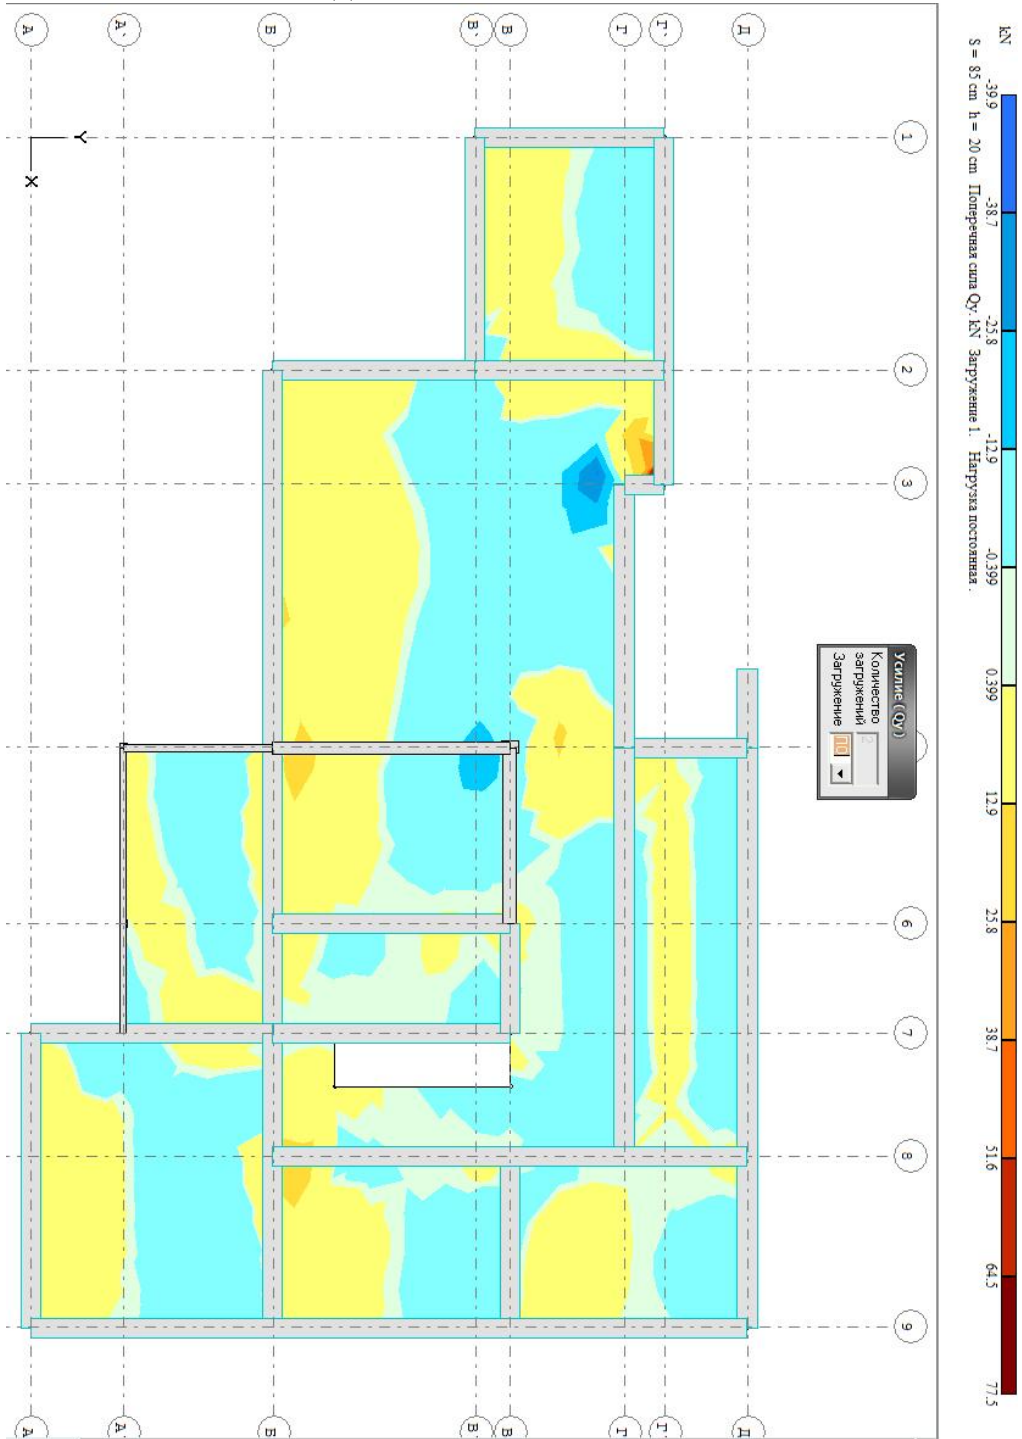 kN
-39.9 -38.7 -25.8 -12.9 -0.399 0.399 12.9 25.8 38.7 51.6 64.5 77.5
S = 85 cm h = 20 cm Поперечная сила Qy. kN Загружение 1. Нагрузка постоянная .
Усилие ( Qy )
Количество
загружений
2
Загружение
1 2 3 6 7 8 9
Д
Г'
Г
В
В'
Б
А'
А
Y
X
Д
Г'
Г
В
В'
Б
А'
А